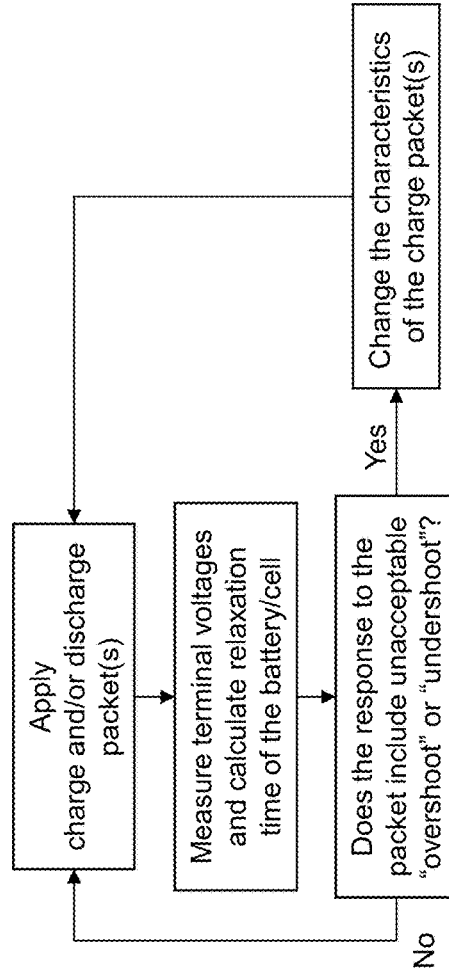 Apply
charge and/or discharge
packet(s)
Measure terminal voltages
and calculate relaxation
time of the battery/cell
Does the response to the
packet include unacceptable
“overshoot” or “undershoot”?
No
Yes
Change the characteristics
of the charge packet(s)